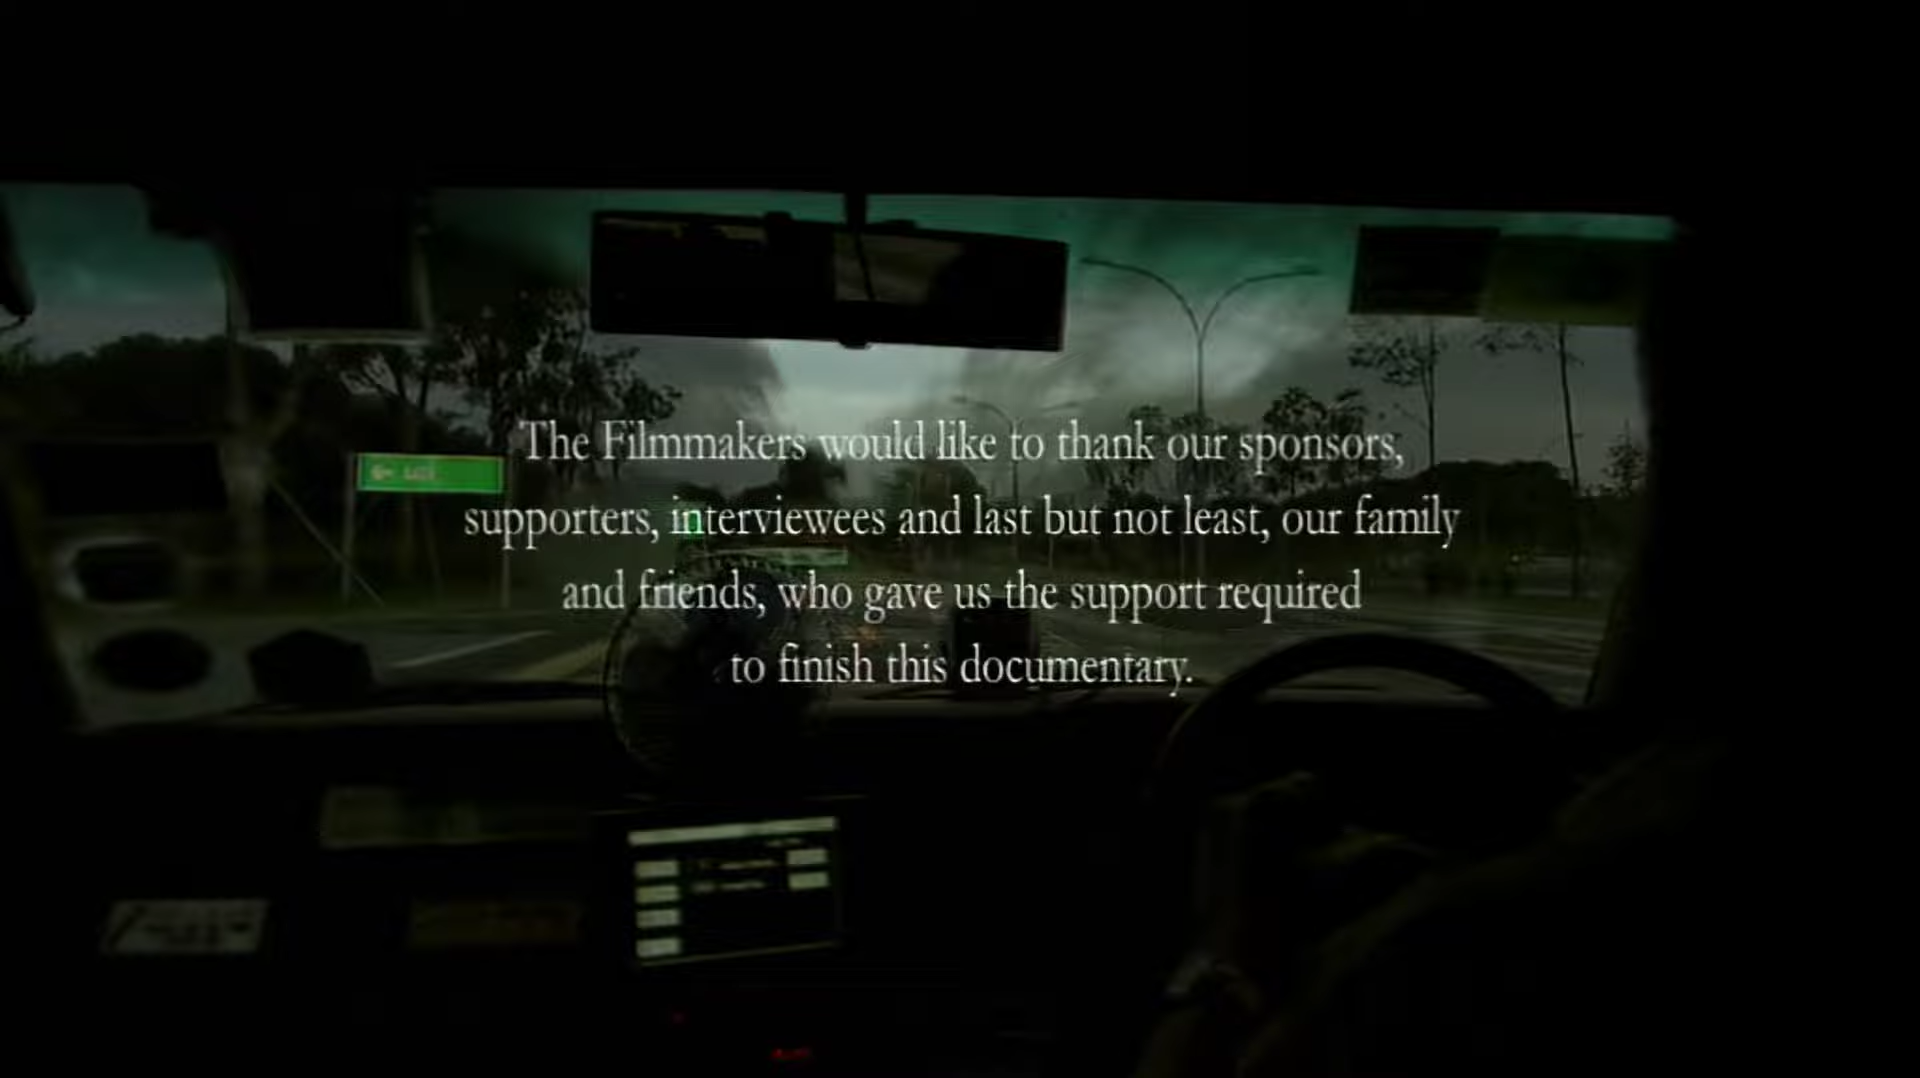 The Filmmakers would like to thank our sponsors,
supporters, interviewees and last but not least, our family
and friends, who gave us the support required
to finish this documentary.